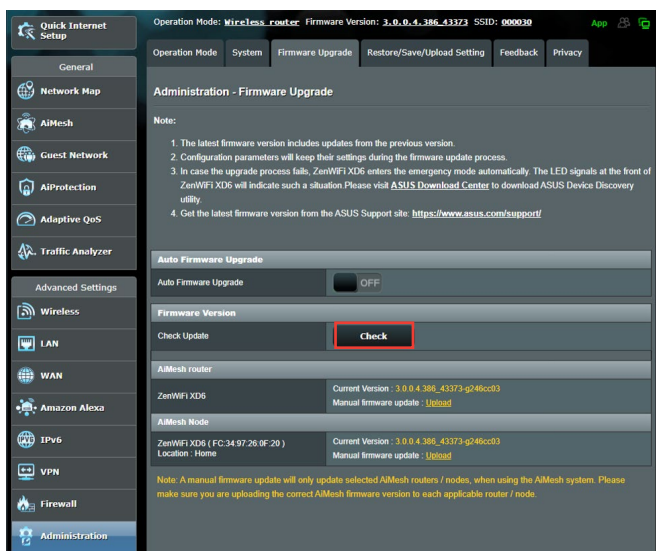 Quick Internet
Setup
Operation Mode: Wireless router Firmware Version: 3.0.0.4.386_43373 SSID: 000030 App
Operation Mode System Firmware Upgrade Restore/Save/Upload Setting Feedback Privacy
General
Network Map
AiMesh
Guest Network
AiProtection
Adaptive QoS
Traffic Analyzer
Advanced Settings
Wireless
LAN
WAN
Amazon Alexa
IPv6
VPN
Firewall
Administration
Administration - Firmware Upgrade
Note:
1. The latest firmware version includes updates from the previous version.
2. Configuration parameters will keep their settings during the firmware update process.
3. In case the upgrade process fails, ZenWiFi XD6 enters the emergency mode automatically. The LED signals at the front of
ZenWiFi XD6 will indicate such a situation.Please visit ASUS Download Center to download ASUS Device Discovery
utility.
4. Get the latest firmware version from the ASUS Support site: https://www.asus.com/support/
Auto Firmware Upgrade
Auto Firmware Upgrade OFF
Firmware Version
Check Update Check
AiMesh router
ZenWiFi XD6
Current Version : 3.0.0.4.386_43373-g246cc03
Manual firmware update : Upload
AiMesh Node
ZenWiFi XD6 ( FC:34:97:26:0F:20 )
Location : Home
Current Version : 3.0.0.4.386_43373-g246cc03
Manual firmware update : Upload
Note: A manual firmware update will only update selected AiMesh routers / nodes, when using the AiMesh system. Please
make sure you are uploading the correct AiMesh firmware version to each applicable router / node.